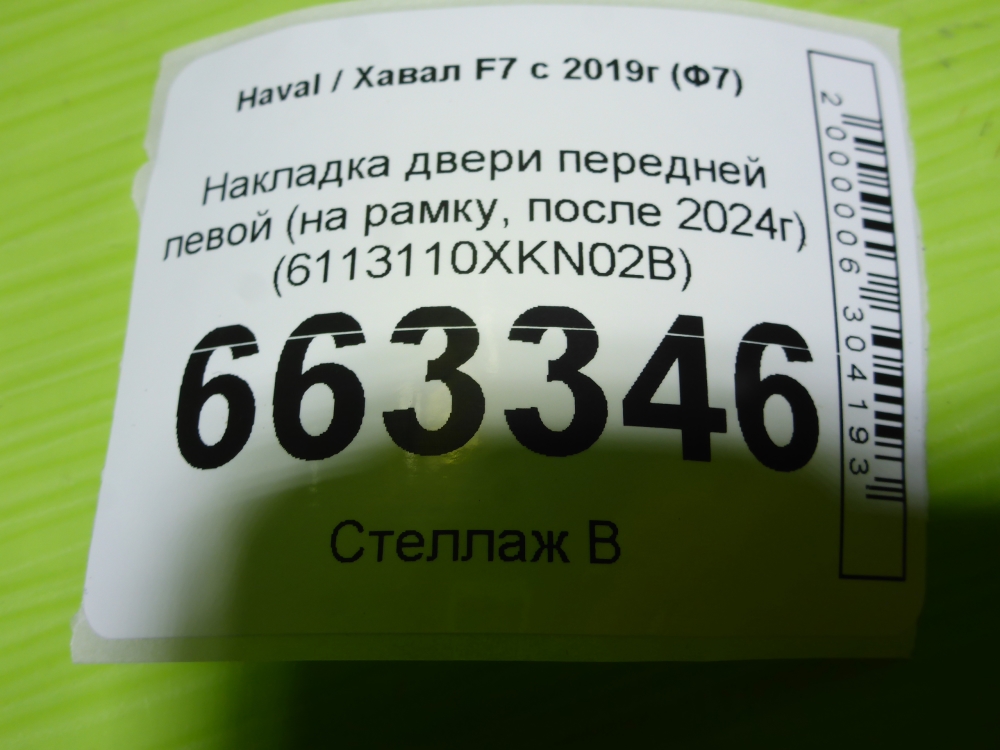 Haval / Хавал F7 с 2019г (Ф7)
Накладка двери передней
левой (на рамку, после 2024г)
(6113110XKN02B)
663346
Стеллаж В
2000006304193